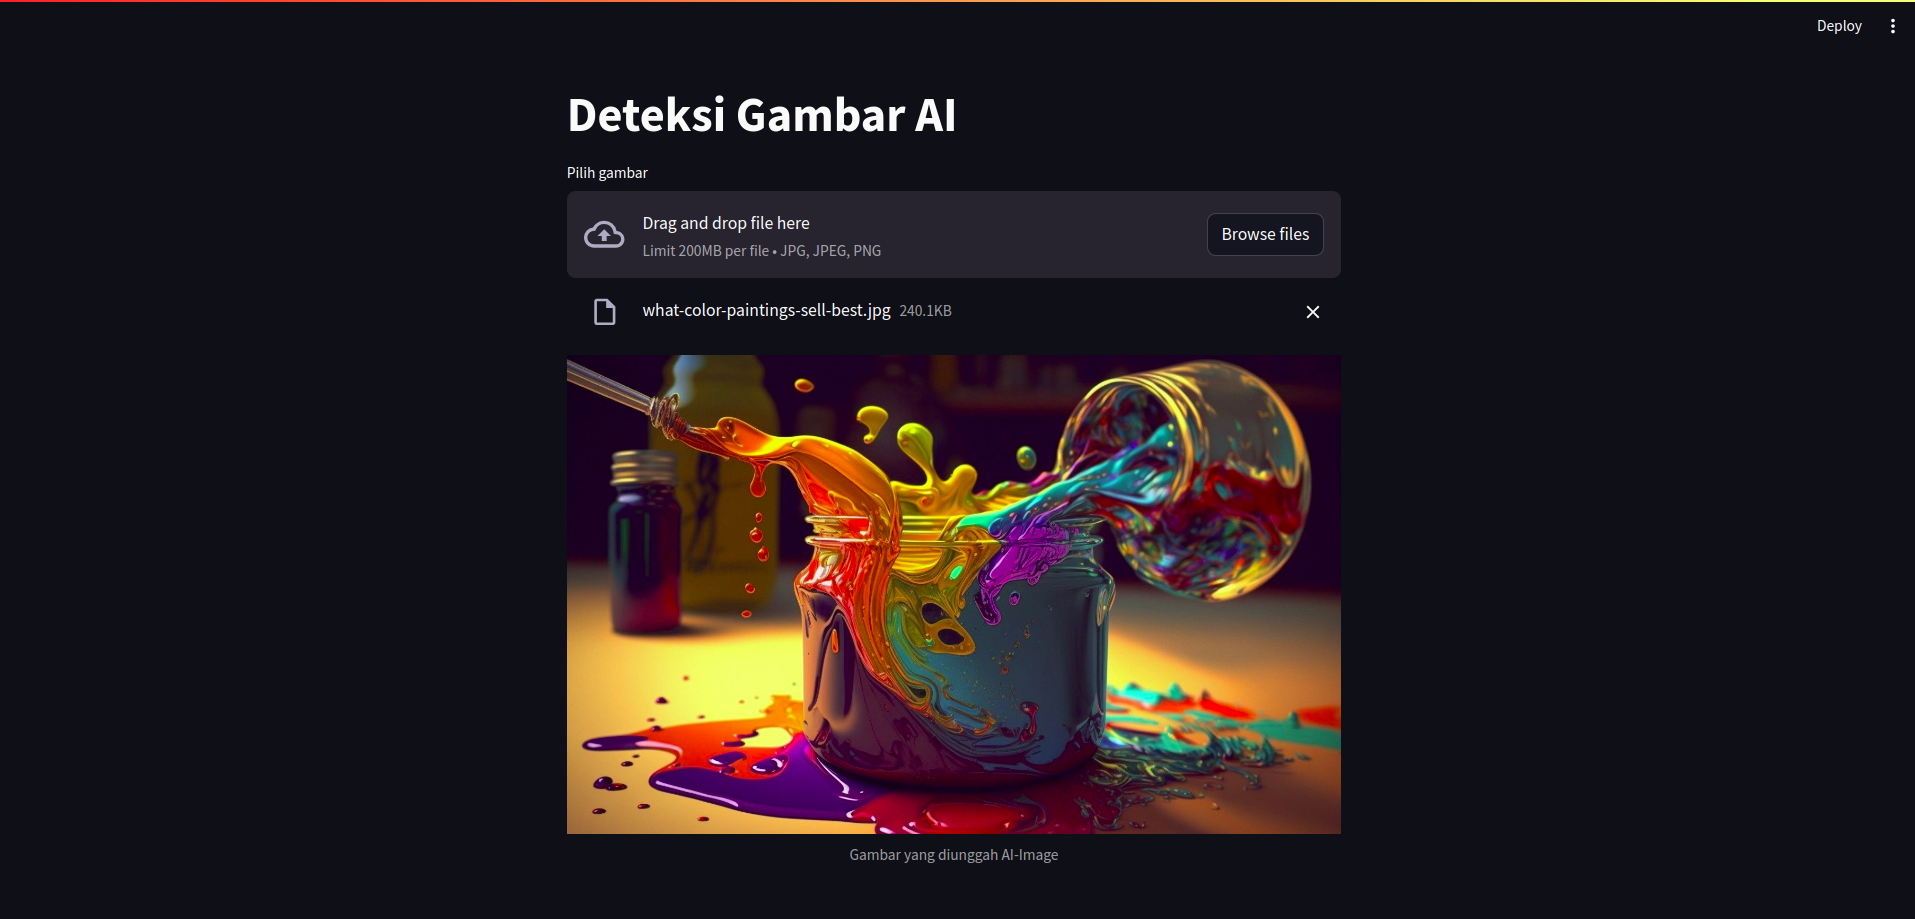 Deploy
Deteksi Gambar AI
Pilih gambar
Drag and drop file here
Limit 200MB per file • JPG, JPEG, PNG
Browse files
what-color-paintings-sell-best.jpg 240.1KB
Gambar yang diunggah AI-Image